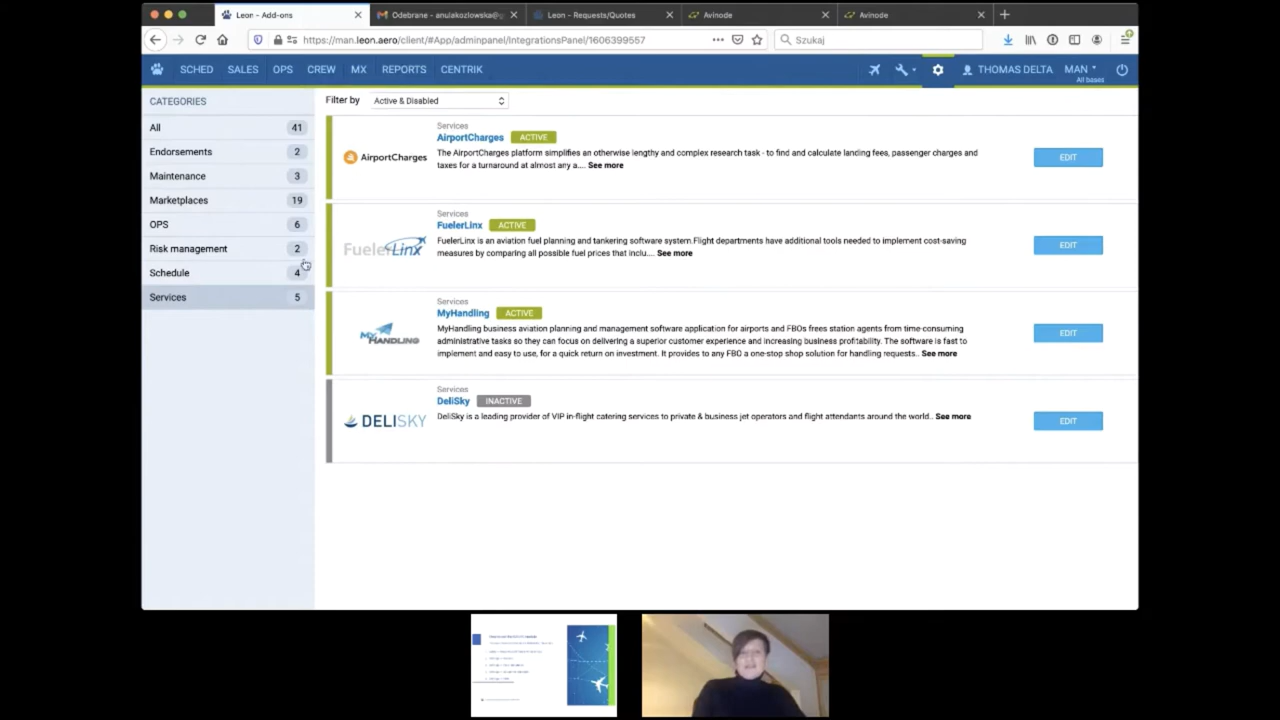 Leon - Add-ons
Odebrane - anulakozlowska@g
Leon - Requests/Quotes
Avinode
Avinode
https://man.leon.aero/client/#App/adminpanel/IntegrationsPanel/1606399557
Szukaj
SCHED SALES OPS CREW MX REPORTS CENTRIK
THOMAS DELTA MAN
All bases
CATEGORIES
All 41
Endorsements 2
Maintenance 3
Marketplaces 19
OPS 6
Risk management 2
Schedule 4
Services 5
Filter by Active & Disabled
AirportCharges
Services
AirportCharges ACTIVE
The AirportCharges platform simplifies an otherwise lengthy and complex research task - to find and calculate landing fees, passenger charges and
taxes for a turnaround at almost any a.... See more
EDIT
FuelerLinx
Services
FuelerLinx ACTIVE
FuelerLinx is an aviation fuel planning and tankering software system.Flight departments have additional tools needed to implement cost-saving
measures by comparing all possible fuel prices that inclu.... See more
EDIT
MY HANDLING
Services
MyHandling ACTIVE
MyHandling business aviation planning and management software application for airports and FBOs frees station agents from time-consuming
administrative tasks so they can focus on delivering a superior customer experience and increasing business profitability. The software is fast to
implement and easy to use, for a quick return on investment. It provides to any FBO a one-stop shop solution for handling requests.. See more
EDIT
DELISKY
Services
DeliSky INACTIVE
DeliSky is a leading provider of VIP in-flight catering services to private & business jet operators and flight attendants around the world.. See more
EDIT